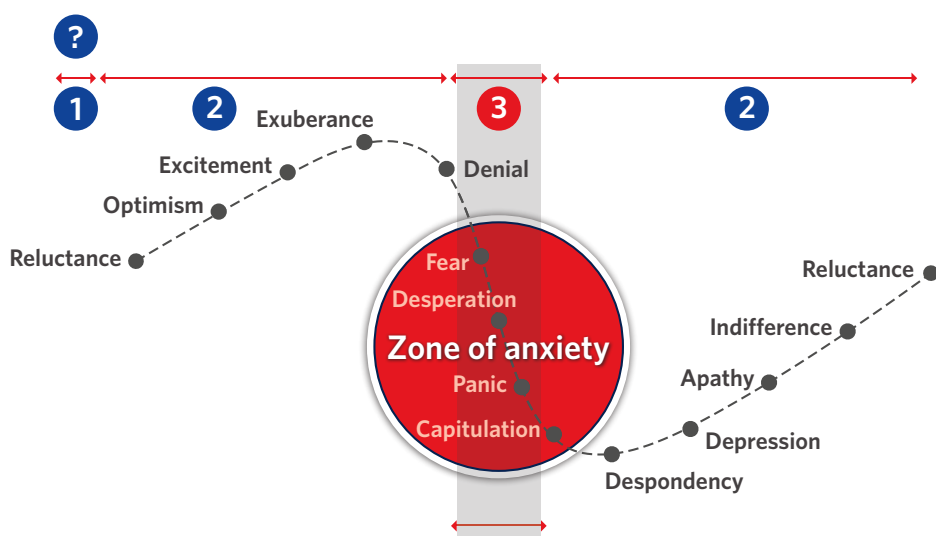 ?
1
2
3
2
Exuberance
Excitement
Denial
Optimism
Reluctance
Fear
Reluctance
Desperation
Indifference
Zone of anxiety
Panic
Apathy
Capitulation
Depression
Despondency